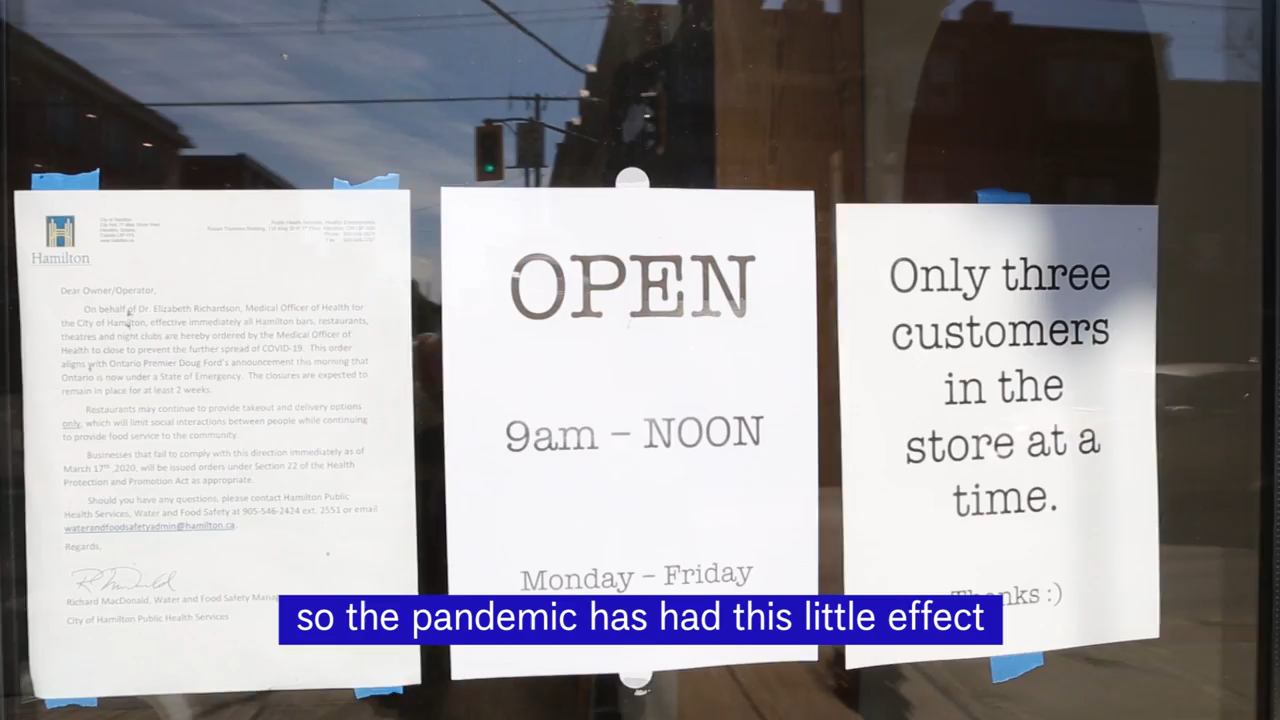 Hamilton
City of Hamilton
Dear Owner/Operator,
On behalf of Dr. Elizabeth Richardson, Medical Officer of Health for
the City of Hamilton, effective immediately all Hamilton bars, restaurants,
theatres and night clubs are hereby ordered by the Medical Officer of
Health to close to prevent the further spread of COVID-19. This order
aligns with Ontario Premier Doug Ford's announcement this morning that
Ontario is now under a State of Emergency. The closures are expected to
remain in place for at least 2 weeks.
Restaurants may continue to provide takeout and delivery options
only, which will limit social interactions between people while continuing
to provide food service to the community.
Businesses that fail to comply with this direction immediately as of
March 17th ,2020, will be issued orders under Section 22 of the Health
Protection and Promotion Act as appropriate.
Should you have any questions, please contact Hamilton Public
Health Services, Water and Food Safety at 905-546-2424 ext. 2551 or email
waterandfoodsafetyadmin@hamilton.ca.
Regards,
Richard MacDonald, Water and Food Safety
City of Hamilton Public Health Services
OPEN
9am – NOON
Monday – Friday
Only three
customers
in the
store at a
time.
:)
so the pandemic has had this little effect